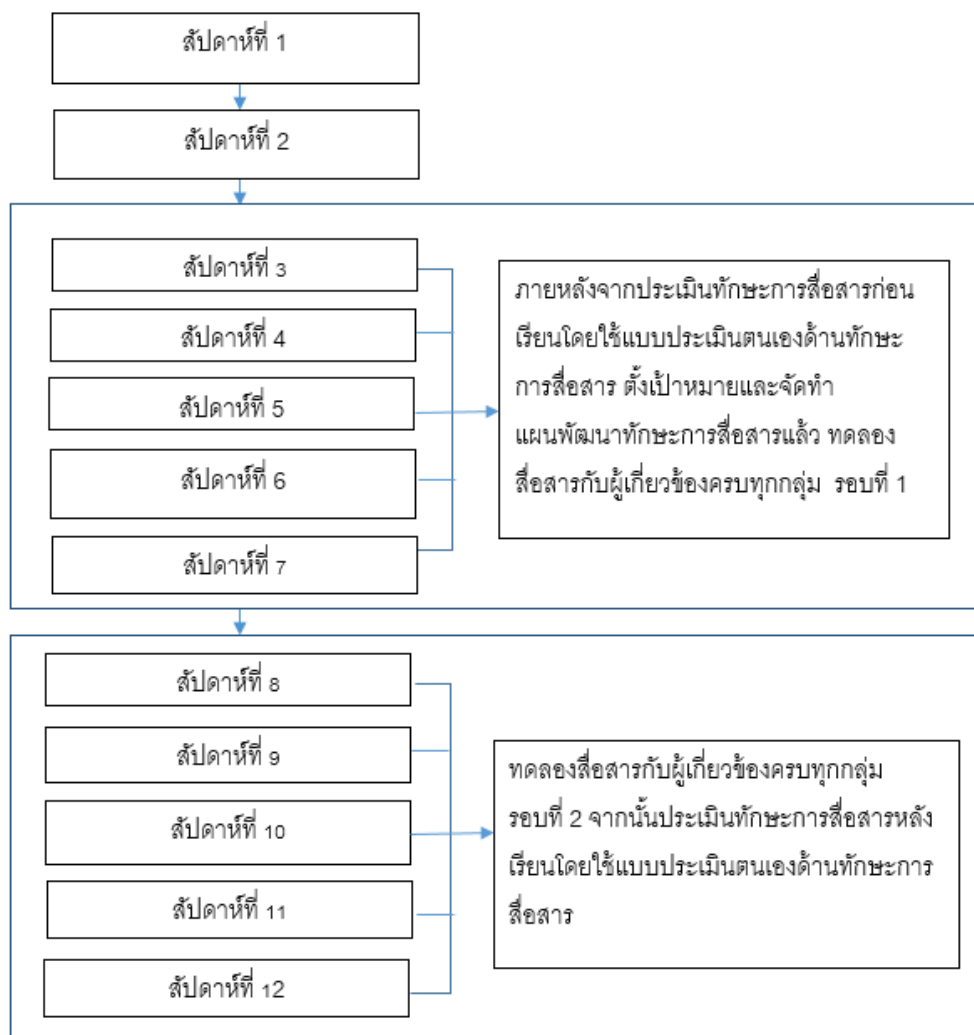 สัปดาห์ที่ 1
สัปดาห์ที่ 2
สัปดาห์ที่ 3
สัปดาห์ที่ 4
สัปดาห์ที่ 5
สัปดาห์ที่ 6
สัปดาห์ที่ 7
ภายหลังจากประเมินทักษะการสื่อสารก่อน
เรียนโดยใช้แบบประเมินตนเองด้านทักษะ
การสื่อสาร ตั้งเป้าหมายและจัดทำ
แผนพัฒนาทักษะการสื่อสารแล้ว ทดลอง
สื่อสารกับผู้เกี่ยวข้องครบทุกกลุ่ม รอบที่ 1
สัปดาห์ที่ 8
สัปดาห์ที่ 9
สัปดาห์ที่ 10
สัปดาห์ที่ 11
สัปดาห์ที่ 12
ทดลองสื่อสารกับผู้เกี่ยวข้องครบทุกกลุ่ม
รอบที่ 2 จากนั้นประเมินทักษะการสื่อสารหลัง
เรียนโดยใช้แบบประเมินตนเองด้านทักษะการ
สื่อสาร